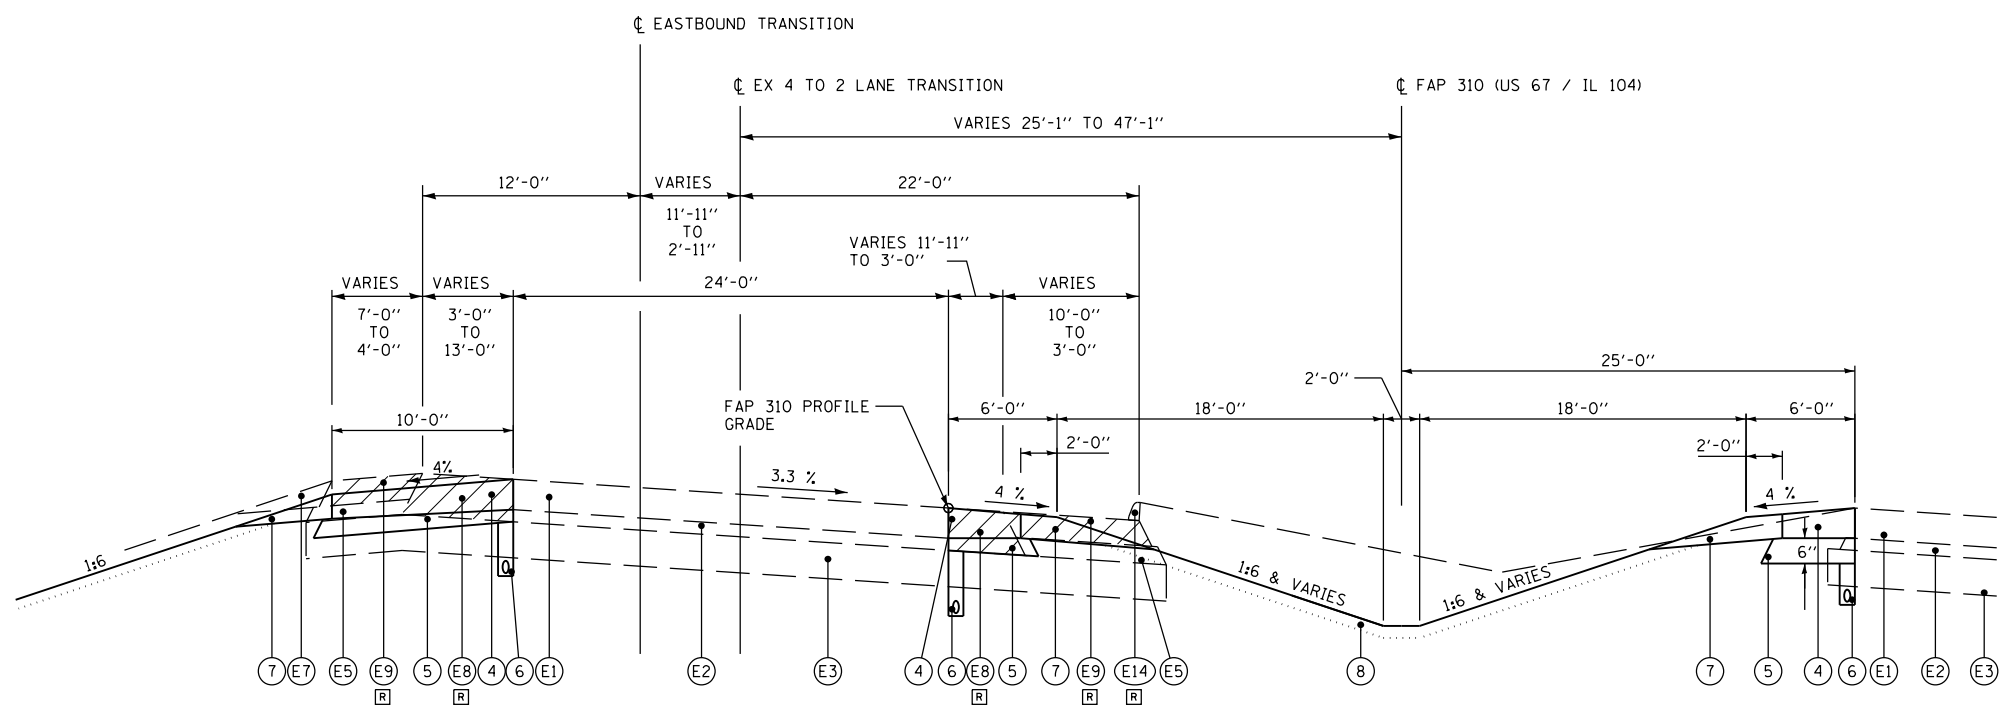 ℄ EASTBOUND TRANSITION
℄ EX 4 TO 2 LANE TRANSITION
℄ FAP 310 (US 67 / IL 104)
VARIES 25'-1" TO 47'-1"
12'-0"
VARIES
11'-11"
TO
2'-11"
22'-0"
VARIES 11'-11"
TO 3'-0"
VARIES
7'-0"
TO
4'-0"
VARIES
3'-0"
TO
13'-0"
24'-0"
VARIES
10'-0"
TO
3'-0"
25'-0"
2'-0"
10'-0"
FAP 310 PROFILE
GRADE
6'-0"
18'-0"
18'-0"
6'-0"
2'-0"
2'-0"
4%
3.3 %
4 %
4 %
6"
1:6
1:6 & VARIES
1:6 & VARIES
7 E7 E5 E9 5 E8 4 6 E1 E2 E3 4 6 E8 5 7 E9 E14 E5 8 7 5 4 6 E1 E2 E3
R R R R R